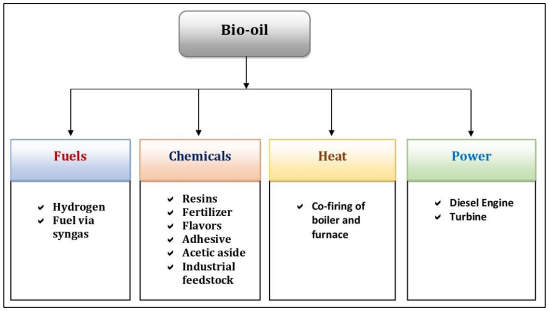 Bio-oil
Fuels
Hydrogen
Fuel via
syngas
Chemicals
Resins
Fertilizer
Flavors
Adhesive
Acetic aside
Industrial
feedstock
Heat
Co-firing of
boiler and
furnace
Power
Diesel Engine
Turbine